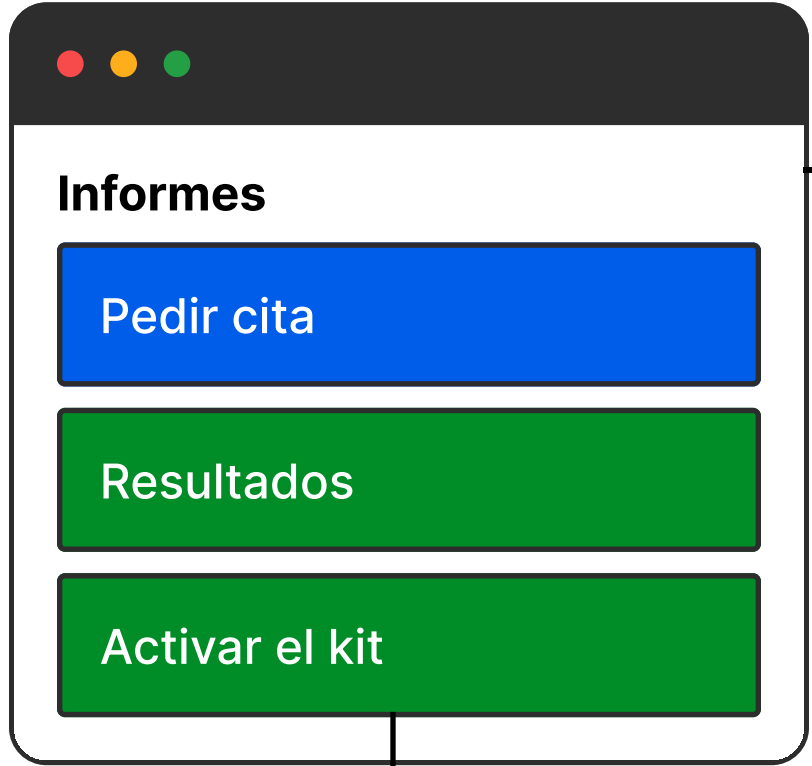 Informes
Pedir cita
Resultados
Activar el kit